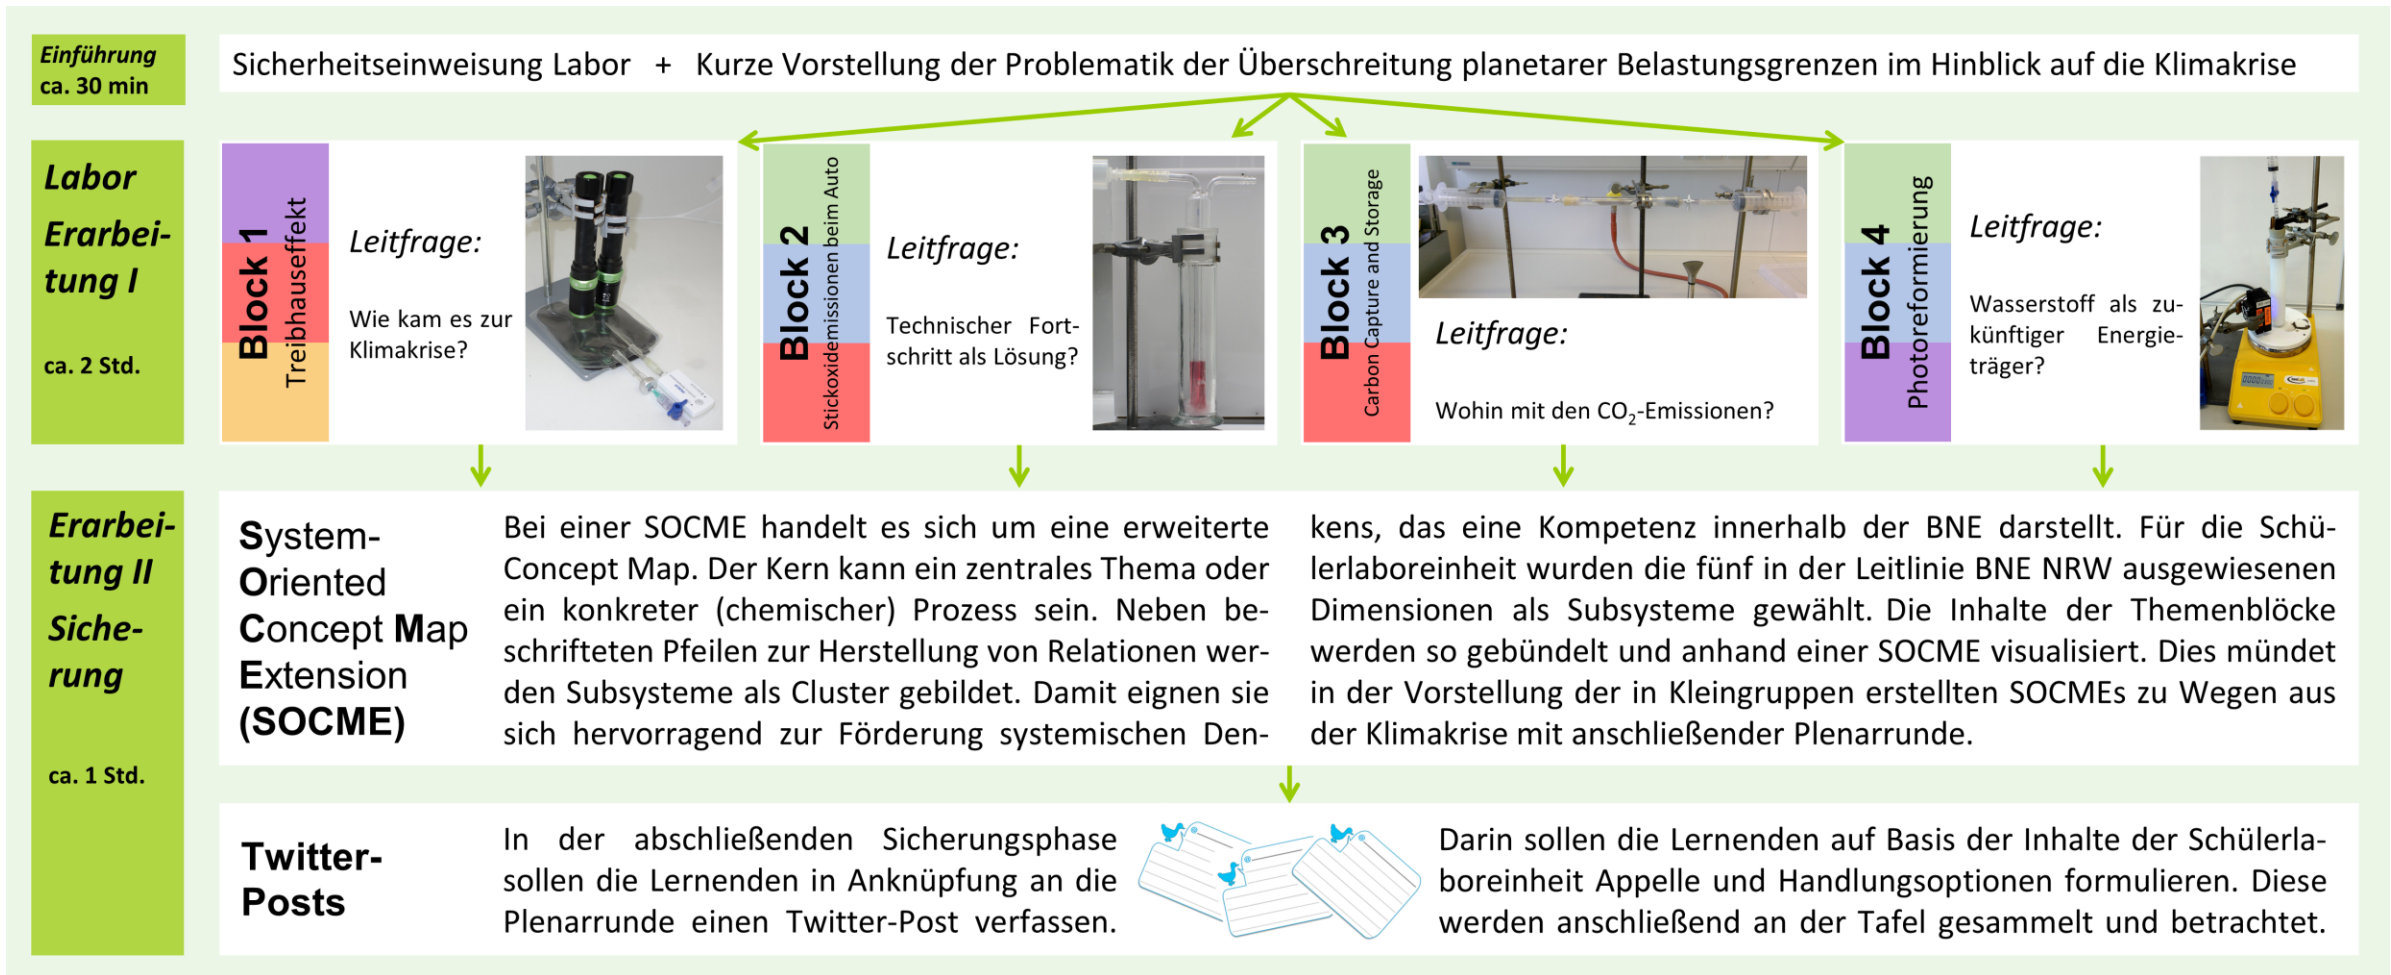 Einführung
ca. 30 min
Sicherheitseinweisung Labor + Kurze Vorstellung der Problematik der Überschreitung planetarer Belastungsgrenzen im Hinblick auf die Klimakrise
Labor
Erarbei-
tung I
ca. 2 Std.
Block 1
Treibhauseffekt
Leitfrage:
Wie kam es zur
Klimakrise?
Block 2
Stickoxidemissionen beim Auto
Leitfrage:
Technischer Fort-
schritt als Lösung?
Block 3
Carbon Capture and Storage
Leitfrage:
Wohin mit den CO₂-Emissionen?
Block 4
Photoreformierung
Leitfrage:
Wasserstoff als zu-
künftiger Energie-
träger?
Erarbei-
tung II
Siche-
rung
ca. 1 Std.
System-
Oriented
Concept Map
Extension
(SOCME)
Bei einer SOCME handelt es sich um eine erweiterte
Concept Map. Der Kern kann ein zentrales Thema oder
ein konkreter (chemischer) Prozess sein. Neben be-
schrifteten Pfeilen zur Herstellung von Relationen wer-
den Subsysteme als Cluster gebildet. Damit eignen sie
sich hervorragend zur Förderung systemischen Den-
kens, das eine Kompetenz innerhalb der BNE darstellt. Für die Schü-
lerlaboreinheit wurden die fünf in der Leitlinie BNE NRW ausgewiesenen
Dimensionen als Subsysteme gewählt. Die Inhalte der Themenblöcke
werden so gebündelt und anhand einer SOCME visualisiert. Dies mündet
in der Vorstellung der in Kleingruppen erstellten SOCMEs zu Wegen aus
der Klimakrise mit anschließender Plenarrunde.
Twitter-
Posts
In der abschließenden Sicherungsphase
sollen die Lernenden in Anknüpfung an die
Plenarrunde einen Twitter-Post verfassen.
Darin sollen die Lernenden auf Basis der Inhalte der Schülerla-
boreinheit Appelle und Handlungsoptionen formulieren. Diese
werden anschließend an der Tafel gesammelt und betrachtet.